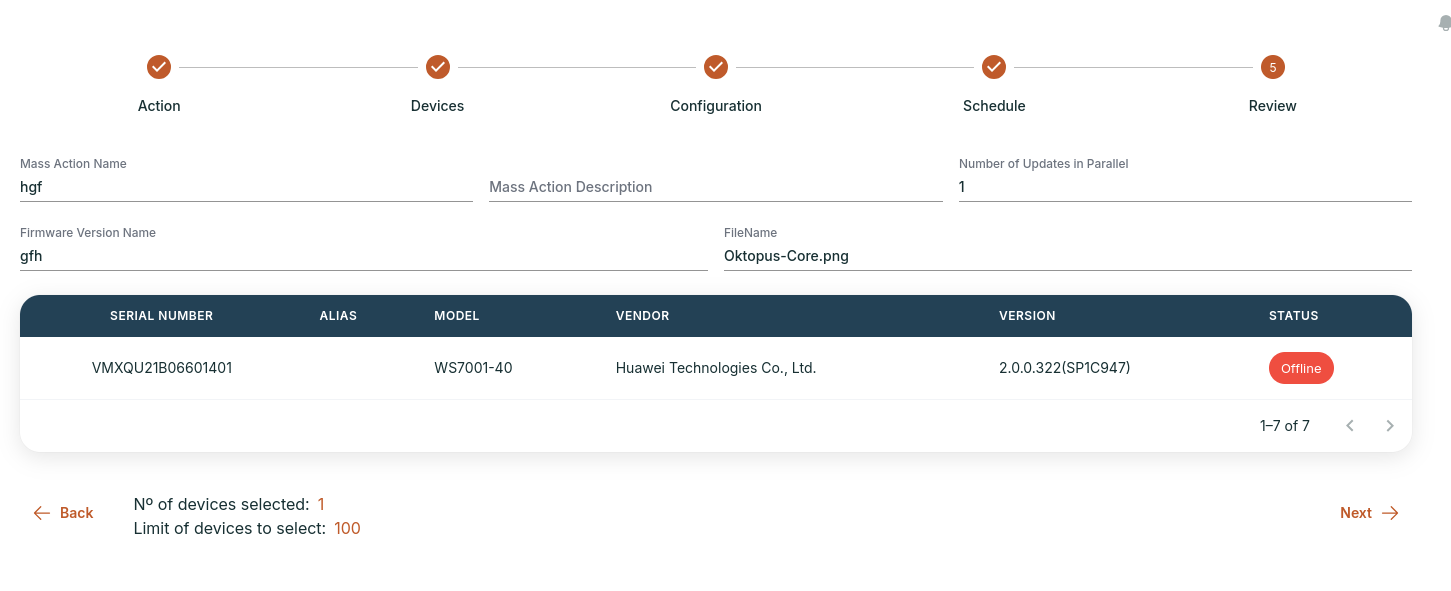 5
Action Devices Configuration Schedule Review
Mass Action Name Number of Updates in Parallel
hgf Mass Action Description 1
Firmware Version Name FileName
gfh Oktopus-Core.png
SERIAL NUMBER ALIAS MODEL VENDOR VERSION STATUS
VMXQU21B06601401 WS7001-40 Huawei Technologies Co., Ltd. 2.0.0.322(SP1C947) Offline
1–7 of 7
Back Nº of devices selected: 1 Next
Limit of devices to select: 100